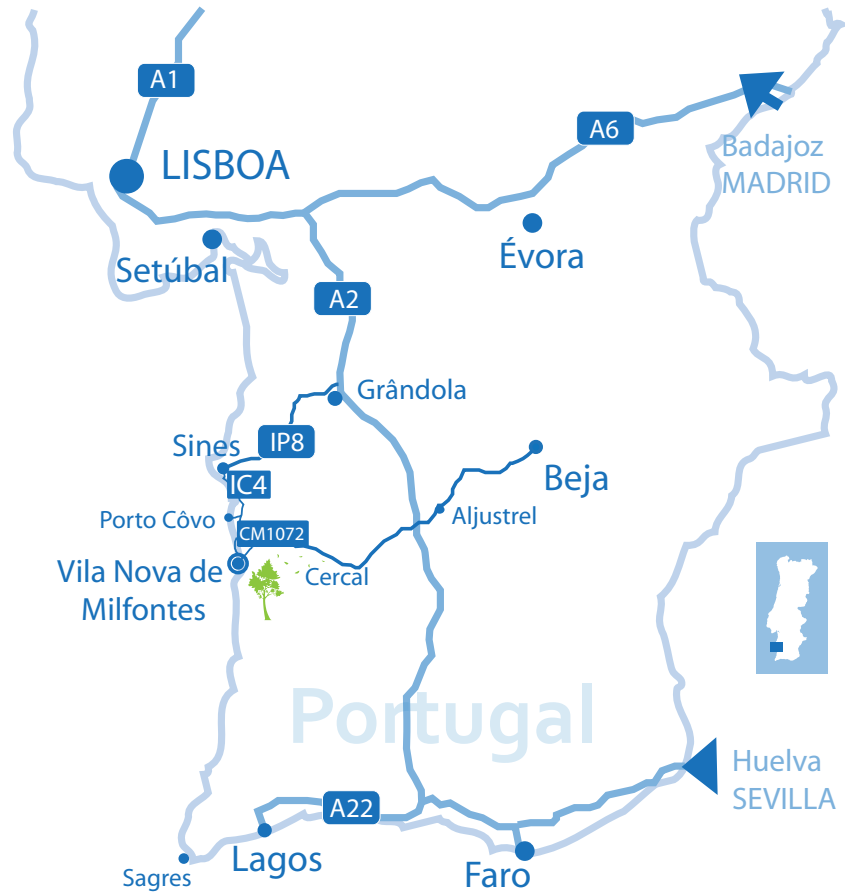 A1
LISBOA
A6
Badajoz
MADRID
Setúbal
Évora
A2
Grândola
IP8
Sines
IC4
Beja
Porto Côvo
Aljustrel
CM1072
Vila Nova de
Milfontes
Cercal
Portugal
Huelva
SEVILLA
A22
Lagos
Faro
Sagres